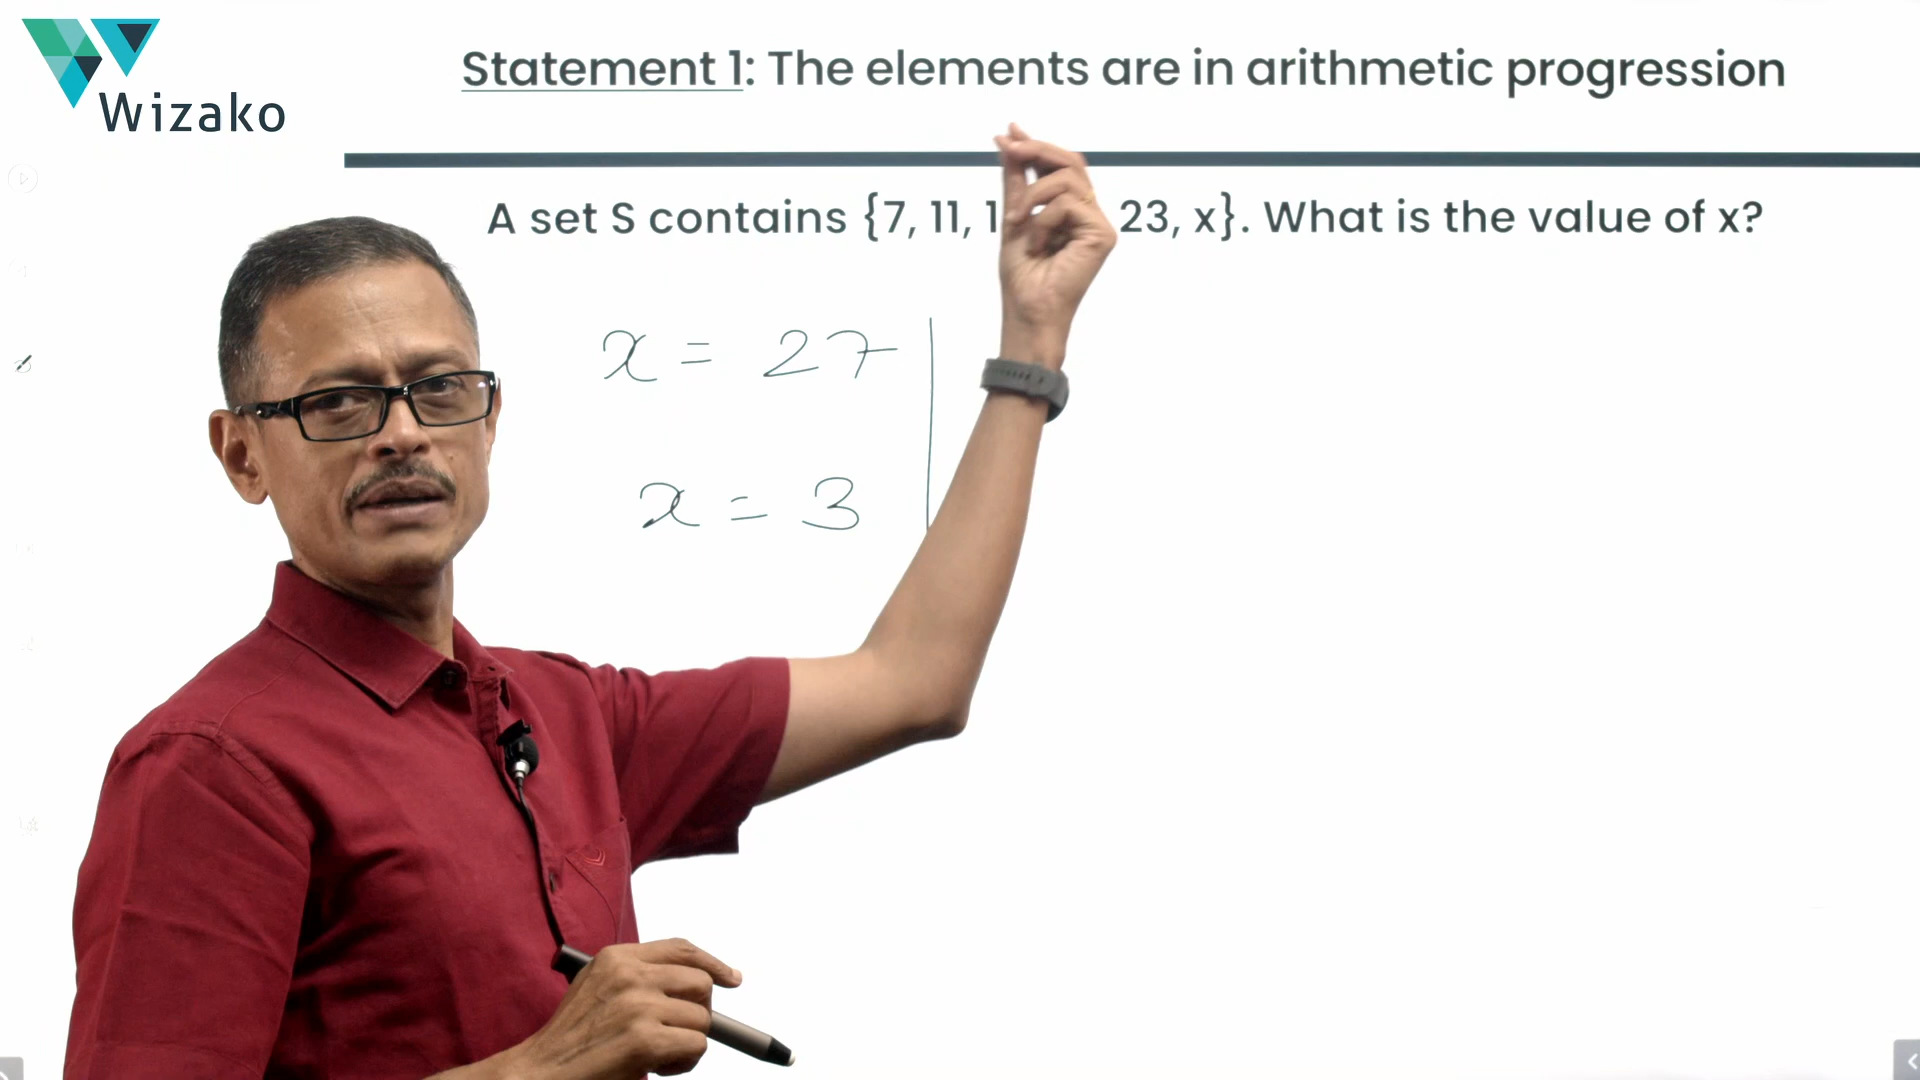 Wizako
Statement 1: The elements are in arithmetic progression
A set S contains {7, 11, 23, x}. What is the value of x?
x = 27
x = 3